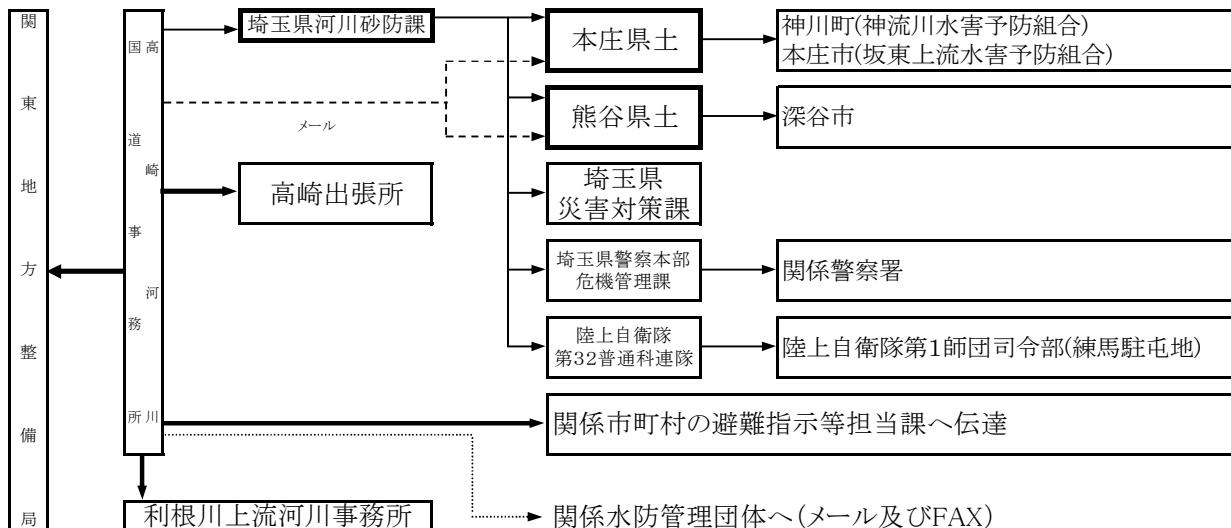 関東地方整備局
高崎河川
国道事務所
埼玉県河川砂防課
メール
高崎出張所
利根川上流河川事務所
本庄県土
熊谷県土
埼玉県
災害対策課
埼玉県警察本部
危機管理課
陸上自衛隊
第32普通科連隊
神川町(神流川水害予防組合)
本庄市(坂東上流水害予防組合)
深谷市
関係警察署
陸上自衛隊第1師団司令部(練馬駐屯地)
関係市町村の避難指示等担当課へ伝達
関係水防管理団体へ(メール及びFAX)